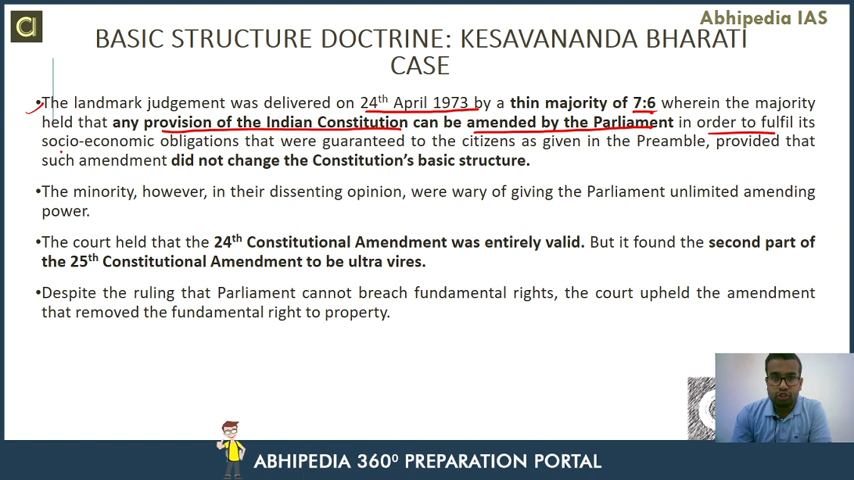 Abhipedia IAS
BASIC STRUCTURE DOCTRINE: KESAVANANDA BHARATI
CASE
•The landmark judgement was delivered on 24th April 1973 by a thin majority of 7:6 wherein the majority
held that any provision of the Indian Constitution can be amended by the Parliament in order to fulfil its
socio-economic obligations that were guaranteed to the citizens as given in the Preamble, provided that
such amendment did not change the Constitution's basic structure.
•The minority, however, in their dissenting opinion, were wary of giving the Parliament unlimited amending
power.
•The court held that the 24th Constitutional Amendment was entirely valid. But it found the second part of
the 25th Constitutional Amendment to be ultra vires.
•Despite the ruling that Parliament cannot breach fundamental rights, the court upheld the amendment
that removed the fundamental right to property.
ABHIPEDIA 360⁰ PREPARATION PORTAL